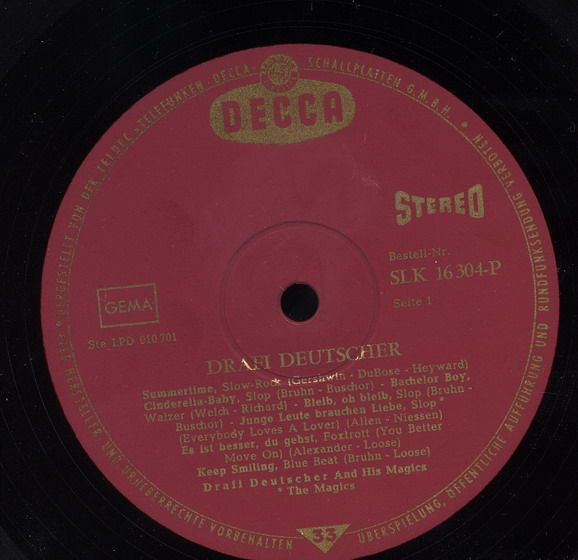 HERGESTELLT VON DER TELDEC »TELEFUNKEN-DECCA« SCHALLPLATTEN G.M.B.H. *
DECCA
STEREO
Bestell-Nr.
SLK 16 304-P
Seite 1
GEMA
Ste LPD 010 701
DRAFI DEUTSCHER
Summertime, Slow-Rock (Gershwin - DuBose - Heyward)
Cinderella-Baby, Slop (Bruhn - Buschor) - Bachelor Boy,
Walzer (Welch - Richard) - Bleib, oh bleib, Slop (Bruhn -
Buschor) - Junge Leute brauchen Liebe, Slop *
(Everybody Loves A Lover) (Allen - Niessen)
Es ist besser, du gehst, Foxtrott (You Better
Move On) (Alexander - Loose)
Keep Smiling, Blue Beat (Bruhn - Loose)
Drafi Deutscher And His Magics
* The Magics
33
ALLE HERSTELLER UND URHEBERRECHTE VORBEHALTEN
ÜBERSPIELUNG, ÖFFENTLICHE AUFFÜHRUNG UND RUNDFUNKSENDUNG VERBOTEN